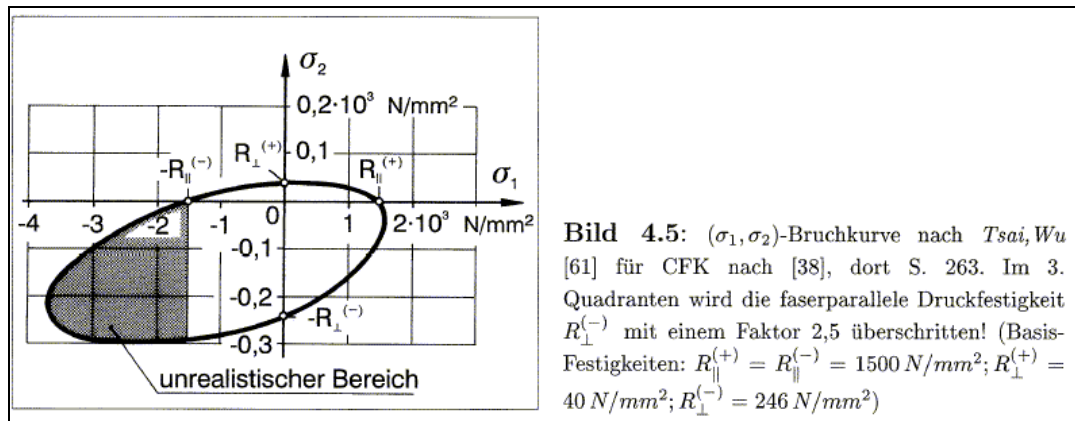 σ₂
0,2·10³ N/mm²
-R∥⁽⁻⁾ R⊥⁽⁺⁾ 0,1 R∥⁽⁺⁾
σ₁
-4 -3 -2 -1 0 1 2·10³ N/mm²
-0,1
-0,2
-R⊥⁽⁻⁾
-0,3
unrealistischer Bereich
Bild 4.5: (σ₁,σ₂)-Bruchkurve nach Tsai,Wu
[61] für CFK nach [38], dort S. 263. Im 3.
Quadranten wird die faserparallele Druckfestigkeit
R⊥⁽⁻⁾ mit einem Faktor 2,5 überschritten! (Basis-
Festigkeiten: R∥⁽⁺⁾ = R∥⁽⁻⁾ = 1500 N/mm²; R⊥⁽⁺⁾ =
40 N/mm²; R⊥⁽⁻⁾ = 246 N/mm²)